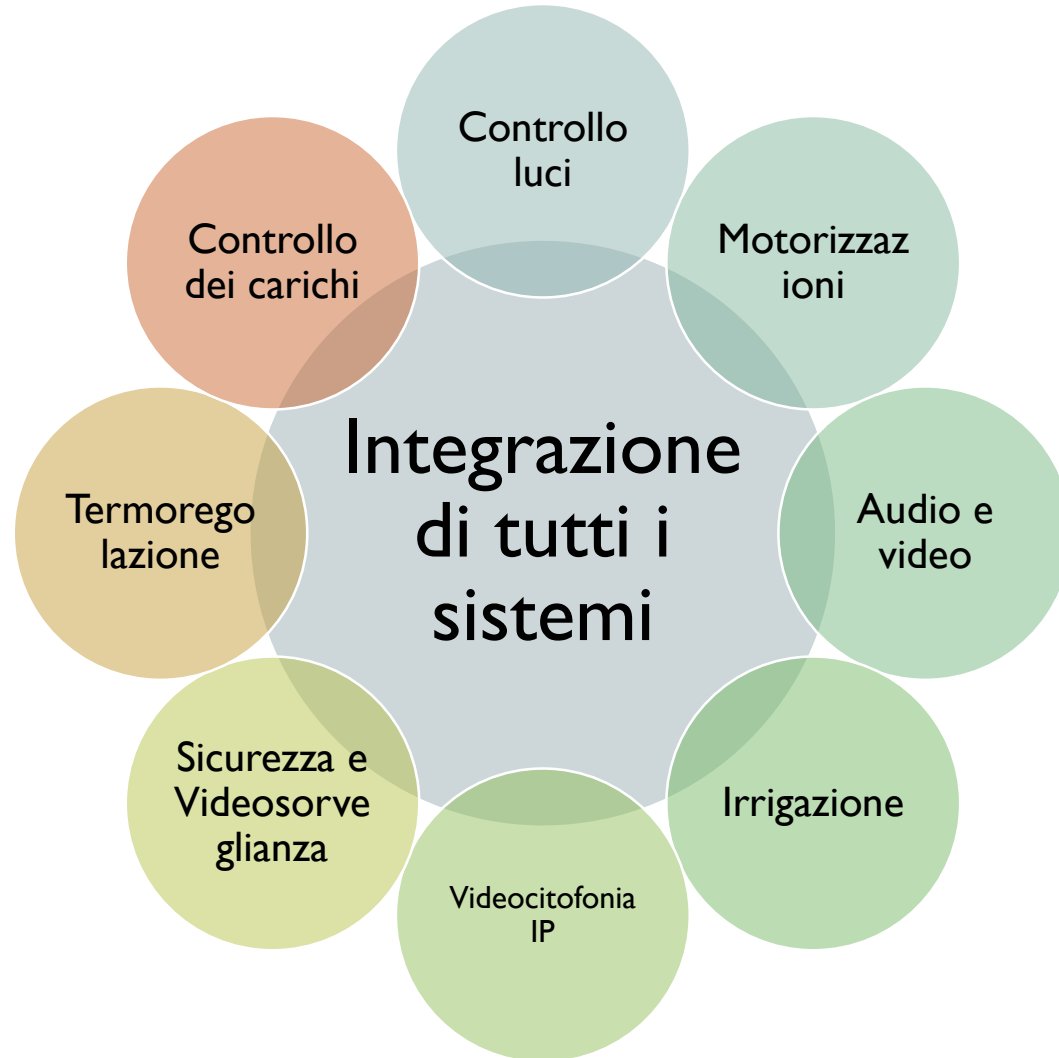 Controllo
luci
Motorizzaz
ioni
Audio e
video
Irrigazione
Videocitofonia
IP
Sicurezza e
Videosorve
glianza
Termorego
lazione
Controllo
dei carichi
Integrazione
di tutti i
sistemi